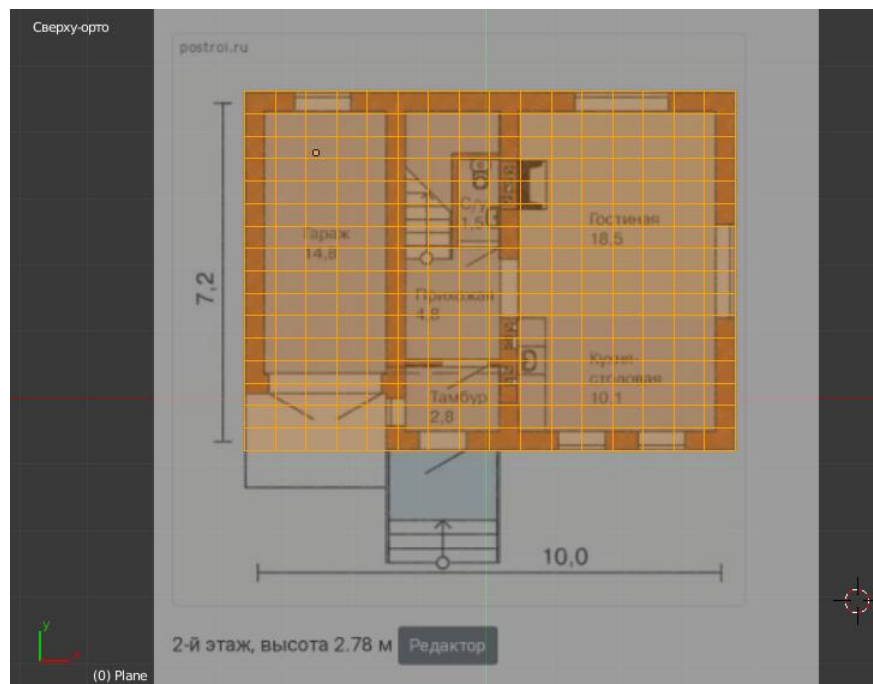 Сверху-орто
postroi.ru
7,2
Гараж
14,8
С/у
1,5
Прихожая
4.8
Тамбур
2,8
Гостиная
18.5
Кухня-
столовая
10.1
10,0
2-й этаж, высота 2.78 м
Редактор
y
x
(0) Plane